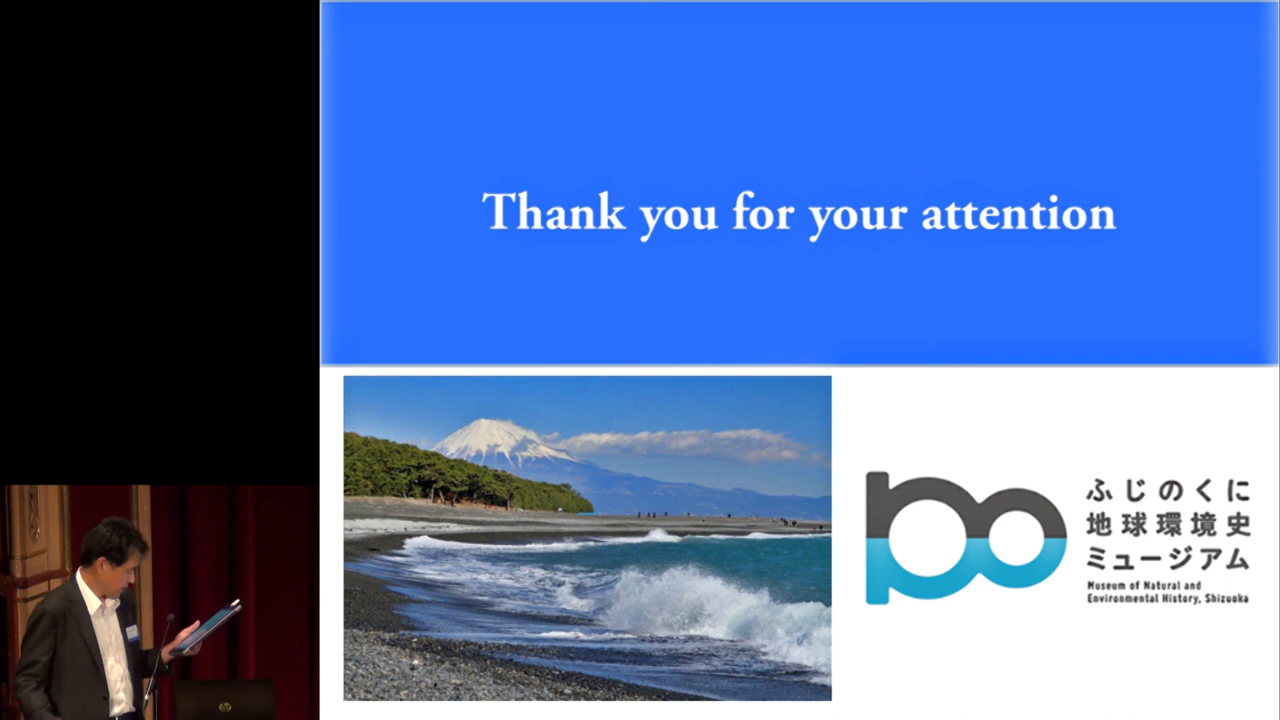 Thank you for your attention
ふじのくに
地球環境史
ミュージアム
Museum of Natural and
Environmental History, Shizuoka
hp